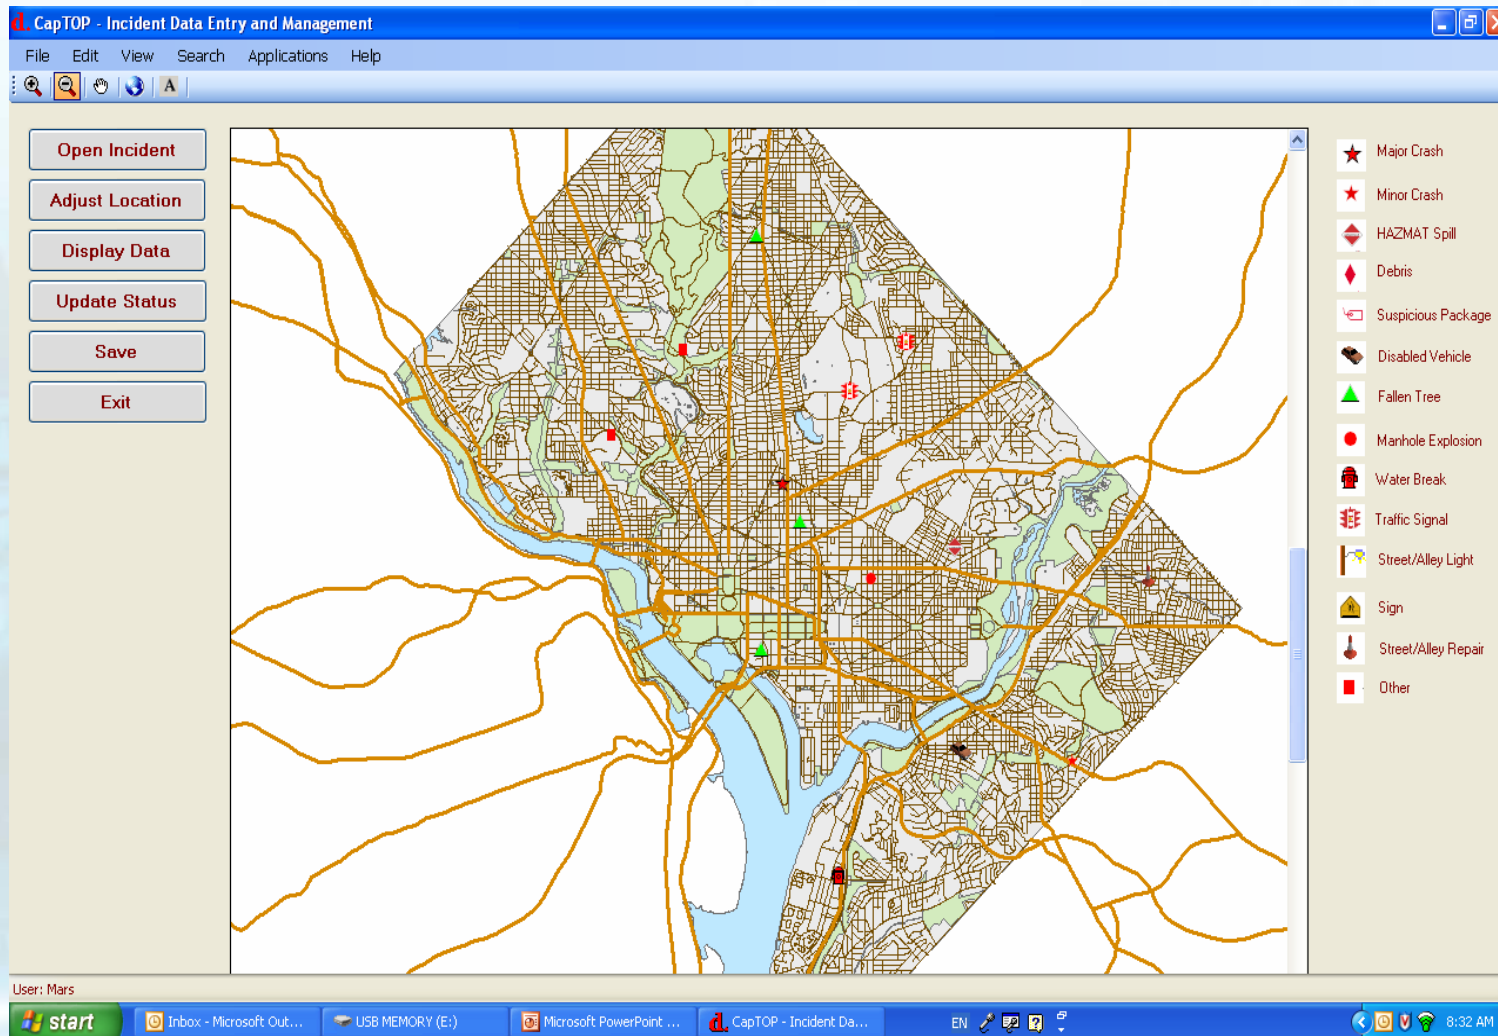 d. CapTOP - Incident Data Entry and Management
File Edit View Search Applications Help
A
Open Incident
Adjust Location
Display Data
Update Status
Save
Exit
Major Crash
Minor Crash
HAZMAT Spill
Debris
Suspicious Package
Disabled Vehicle
Fallen Tree
Manhole Explosion
Water Break
Traffic Signal
Street/Alley Light
Sign
Street/Alley Repair
Other
User: Mars
start Inbox - Microsoft Out... USB MEMORY (E:) Microsoft PowerPoint ... d. CapTOP - Incident Da... EN 8:32 AM